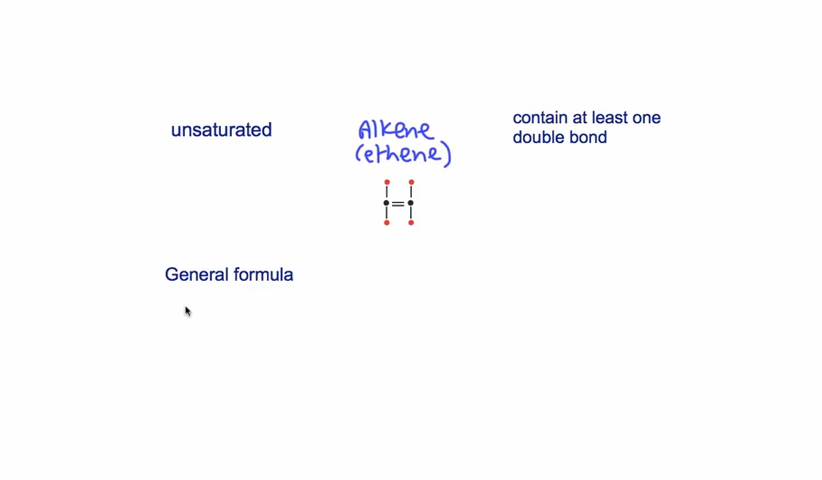 unsaturated
Alkene
(ethene)
contain at least one
double bond
General formula